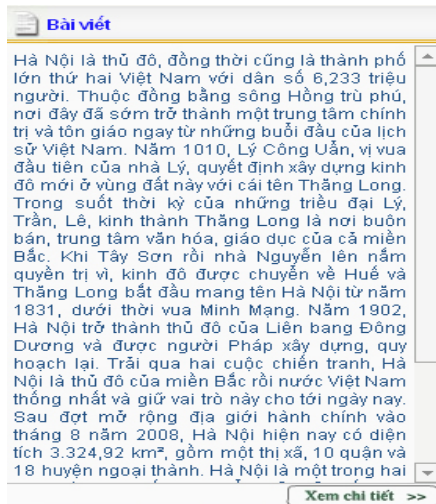 Bài viết
Hà Nội là thủ đô, đồng thời cũng là thành phố
lớn thứ hai Việt Nam với dân số 6,233 triệu
người. Thuộc đồng bằng sông Hồng trù phú,
nơi đây đã sớm trở thành một trung tâm chính
trị và tôn giáo ngay từ những buổi đầu của lịch
sử Việt Nam. Năm 1010, Lý Công Uẩn, vị vua
đầu tiên của nhà Lý, quyết định xây dựng kinh
đô mới ở vùng đất này với cái tên Thăng Long.
Trong suốt thời kỳ của những triều đại Lý,
Trần, Lê, kinh thành Thăng Long là nơi buôn
bán, trung tâm văn hóa, giáo dục của cả miền
Bắc. Khi Tây Sơn rồi nhà Nguyễn lên nắm
quyền trị vì, kinh đô được chuyển về Huế và
Thăng Long bắt đầu mang tên Hà Nội từ năm
1831, dưới thời vua Minh Mạng. Năm 1902,
Hà Nội trở thành thủ đô của Liên bang Đông
Dương và được người Pháp xây dựng, quy
hoạch lại. Trải qua hai cuộc chiến tranh, Hà
Nội là thủ đô của miền Bắc rồi nước Việt Nam
thống nhất và giữ vai trò này cho tới ngày nay.
Sau đợt mở rộng địa giới hành chính vào
tháng 8 năm 2008, Hà Nội hiện nay có diện
tích 3.324,92 km², gồm một thị xã, 10 quận và
18 huyện ngoại thành. Hà Nội là một trong hai
Xem chi tiết >>